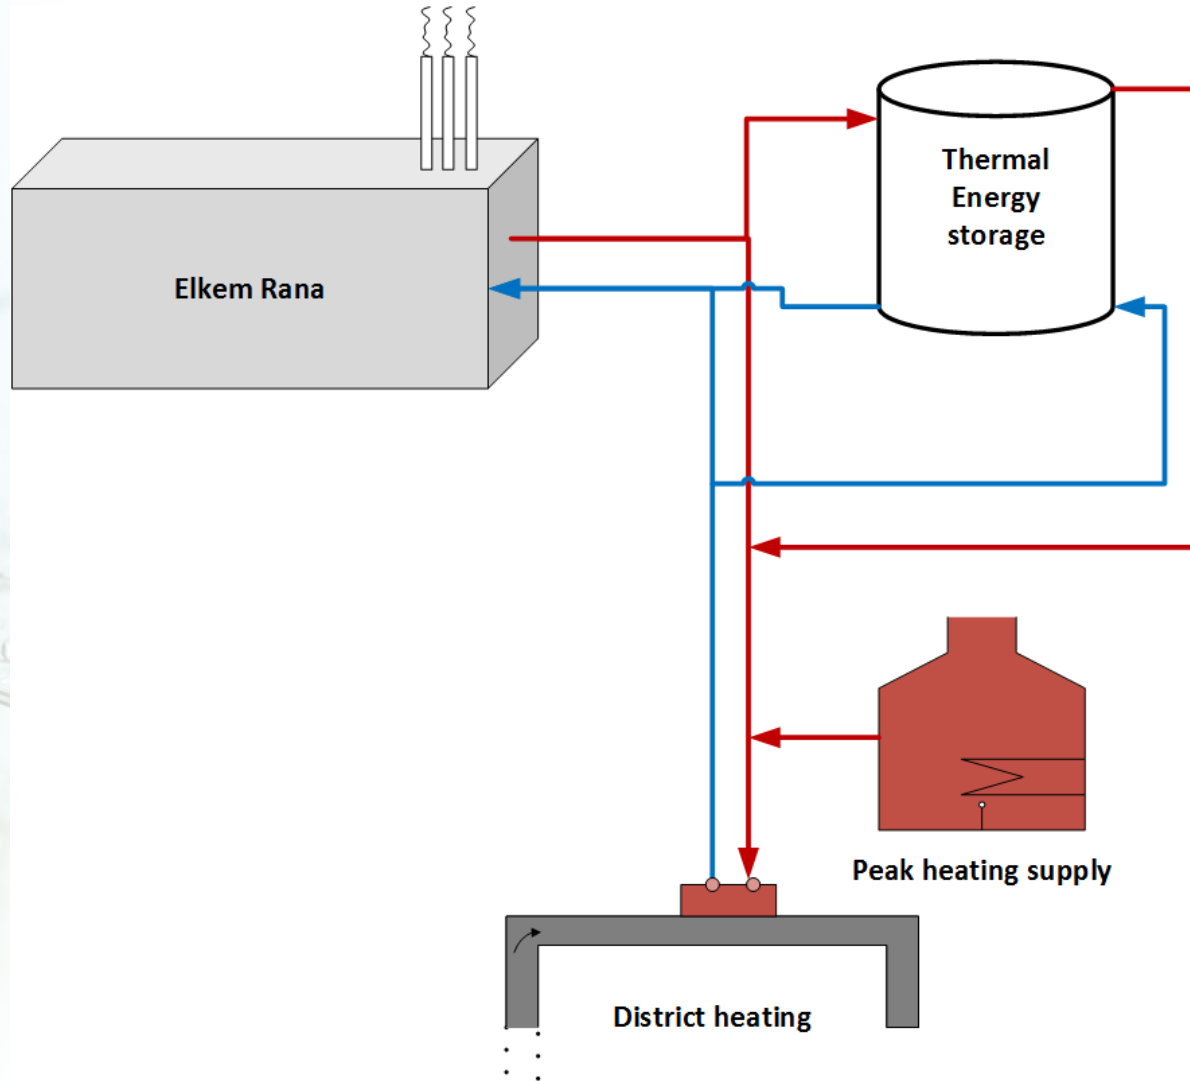 Thermal
Energy
storage
Elkem Rana
Peak heating supply
District heating